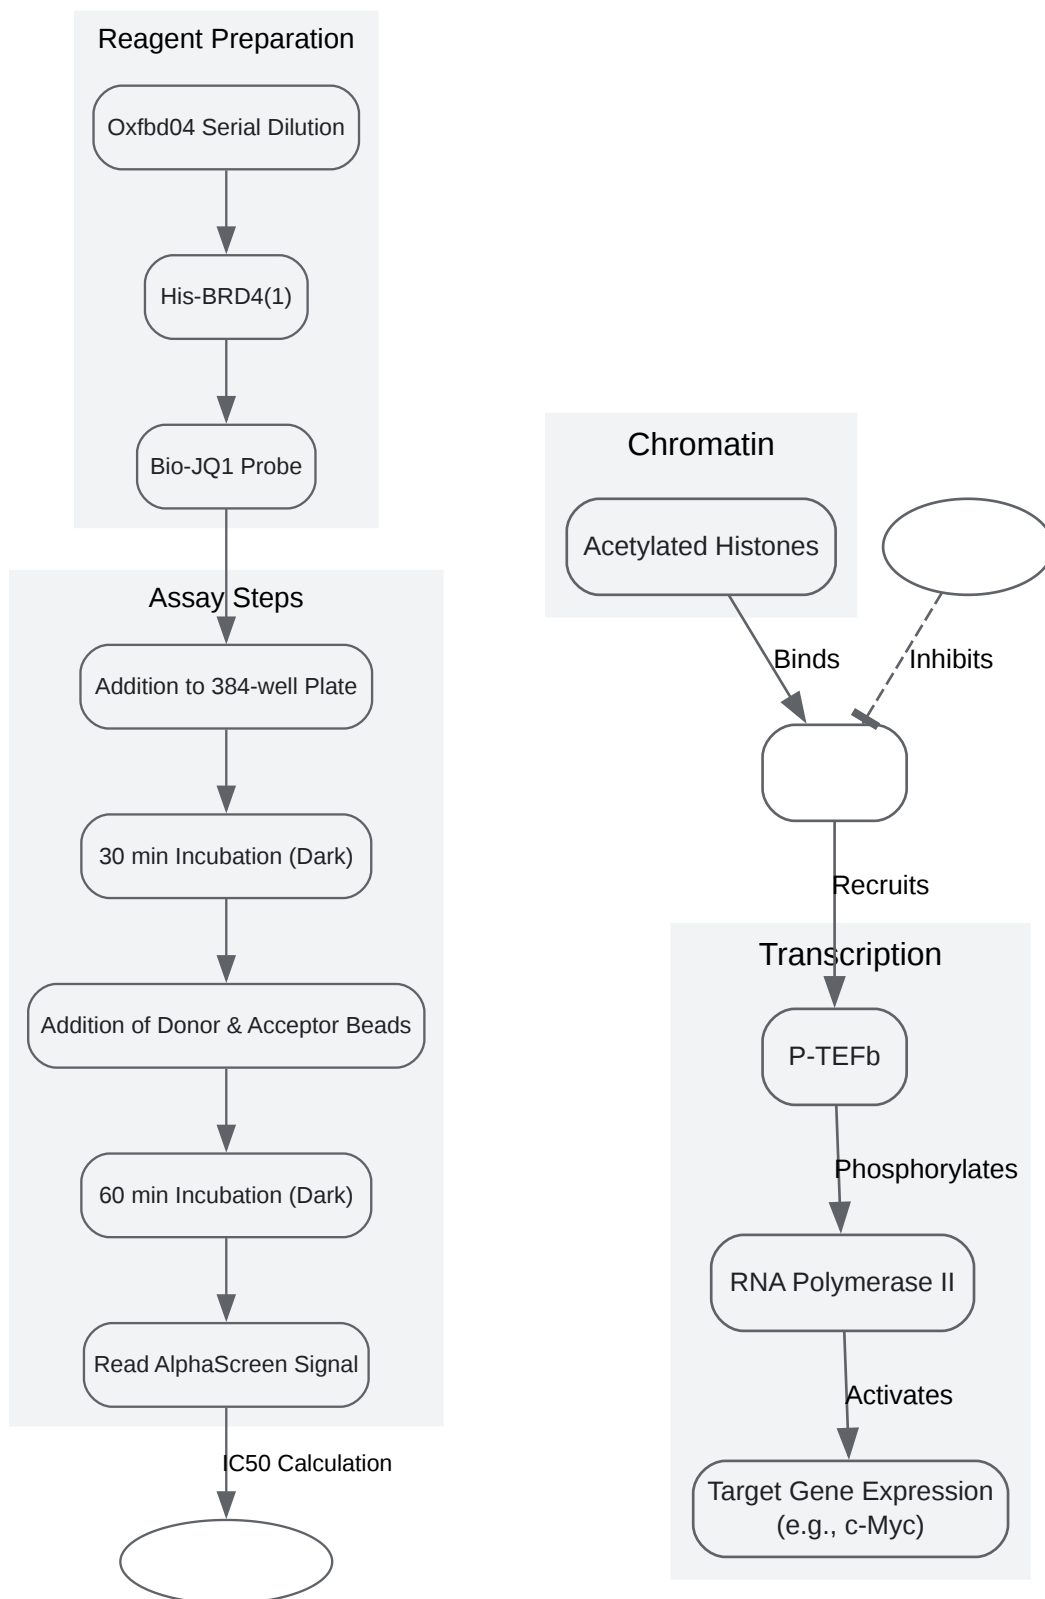 Reagent Preparation
Oxfbd04 Serial Dilution
His-BRD4(1)
Bio-JQ1 Probe
Assay Steps
Addition to 384-well Plate
30 min Incubation (Dark)
Addition of Donor & Acceptor Beads
60 min Incubation (Dark)
Read AlphaScreen Signal
IC50 Calculation
Chromatin
Acetylated Histones
Binds
Inhibits
Recruits
Transcription
P-TEFb
Phosphorylates
RNA Polymerase II
Activates
Target Gene Expression
(e.g., c-Myc)